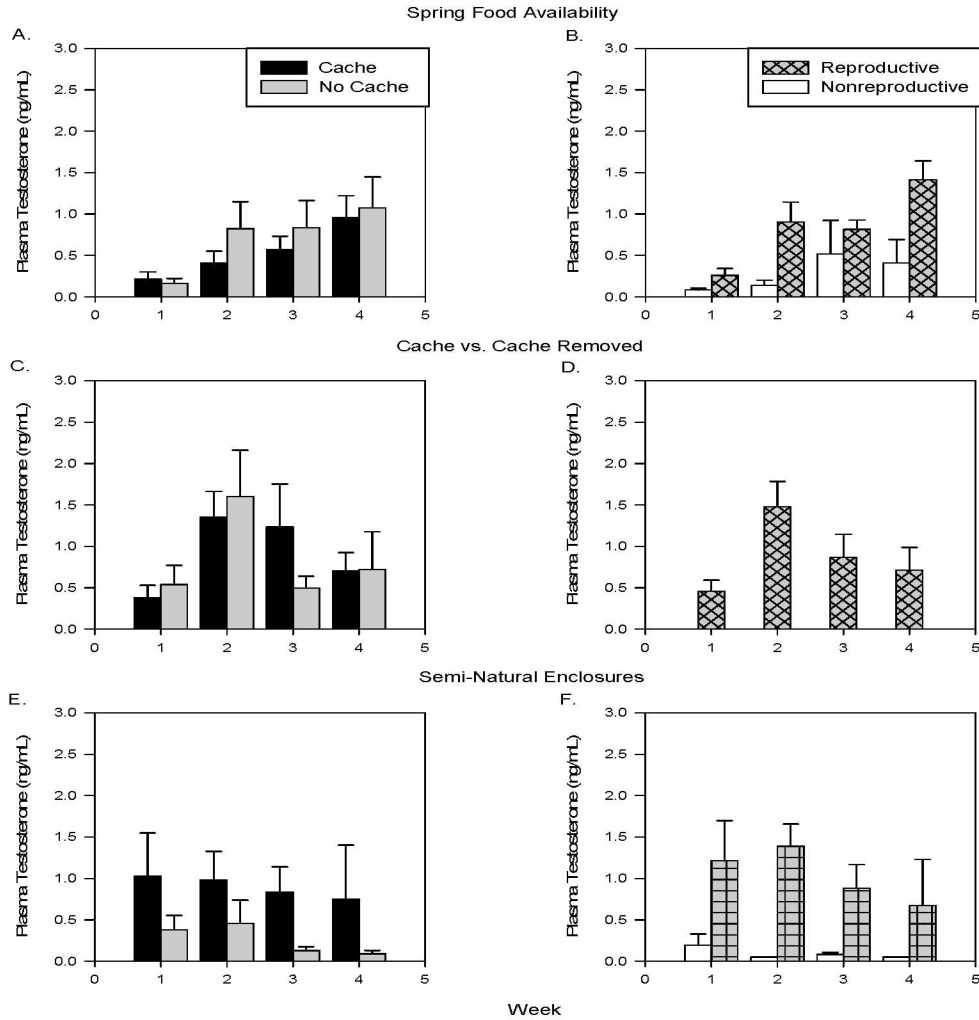 Spring Food Availability
A.
B.
3.0
2.5
2.0
1.5
1.0
0.5
0.0
Plasma Testosterone (ng/mL)
Cache
No Cache
0 1 2 3 4 5
3.0
2.5
2.0
1.5
1.0
0.5
0.0
Plasma Testosterone (ng/mL)
Reproductive
Nonreproductive
0 1 2 3 4 5
Cache vs. Cache Removed
C.
D.
3.0
2.5
2.0
1.5
1.0
0.5
0.0
Plasma Testosterone (ng/mL)
0 1 2 3 4 5
3.0
2.5
2.0
1.5
1.0
0.5
0.0
Plasma Testosterone (ng/mL)
0 1 2 3 4 5
Semi-Natural Enclosures
E.
F.
3.0
2.5
2.0
1.5
1.0
0.5
0.0
Plasma Testosterone (ng/mL)
0 1 2 3 4 5
3.0
2.5
2.0
1.5
1.0
0.5
0.0
Plasma Testosterone (ng/mL)
0 1 2 3 4 5
Week